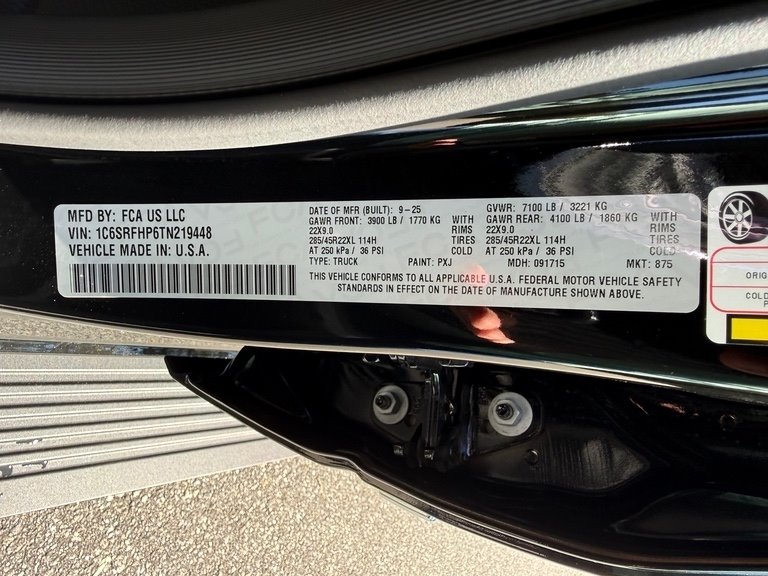 MFD BY: FCA US LLC
VIN: 1C6SRFHP6TN219448
VEHICLE MADE IN: U.S.A.
DATE OF MFR (BUILT): 9-25
GAWR FRONT: 3900 LB / 1770 KG WITH
22X9.0 RIMS
285/45R22XL 114H TIRES
AT 250 kPa / 36 PSI COLD
TYPE: TRUCK PAINT: PXJ
GVWR: 7100 LB / 3221 KG
GAWR REAR: 4100 LB / 1860 KG WITH
22X9.0 RIMS
285/45R22XL 114H TIRES
AT 250 kPa / 36 PSI COLD
MDH: 091715 MKT: 875
THIS VEHICLE CONFORMS TO ALL APPLICABLE U.S.A. FEDERAL MOTOR VEHICLE SAFETY
STANDARDS IN EFFECT ON THE DATE OF MANUFACTURE SHOWN ABOVE.
ORIG
COLD
P